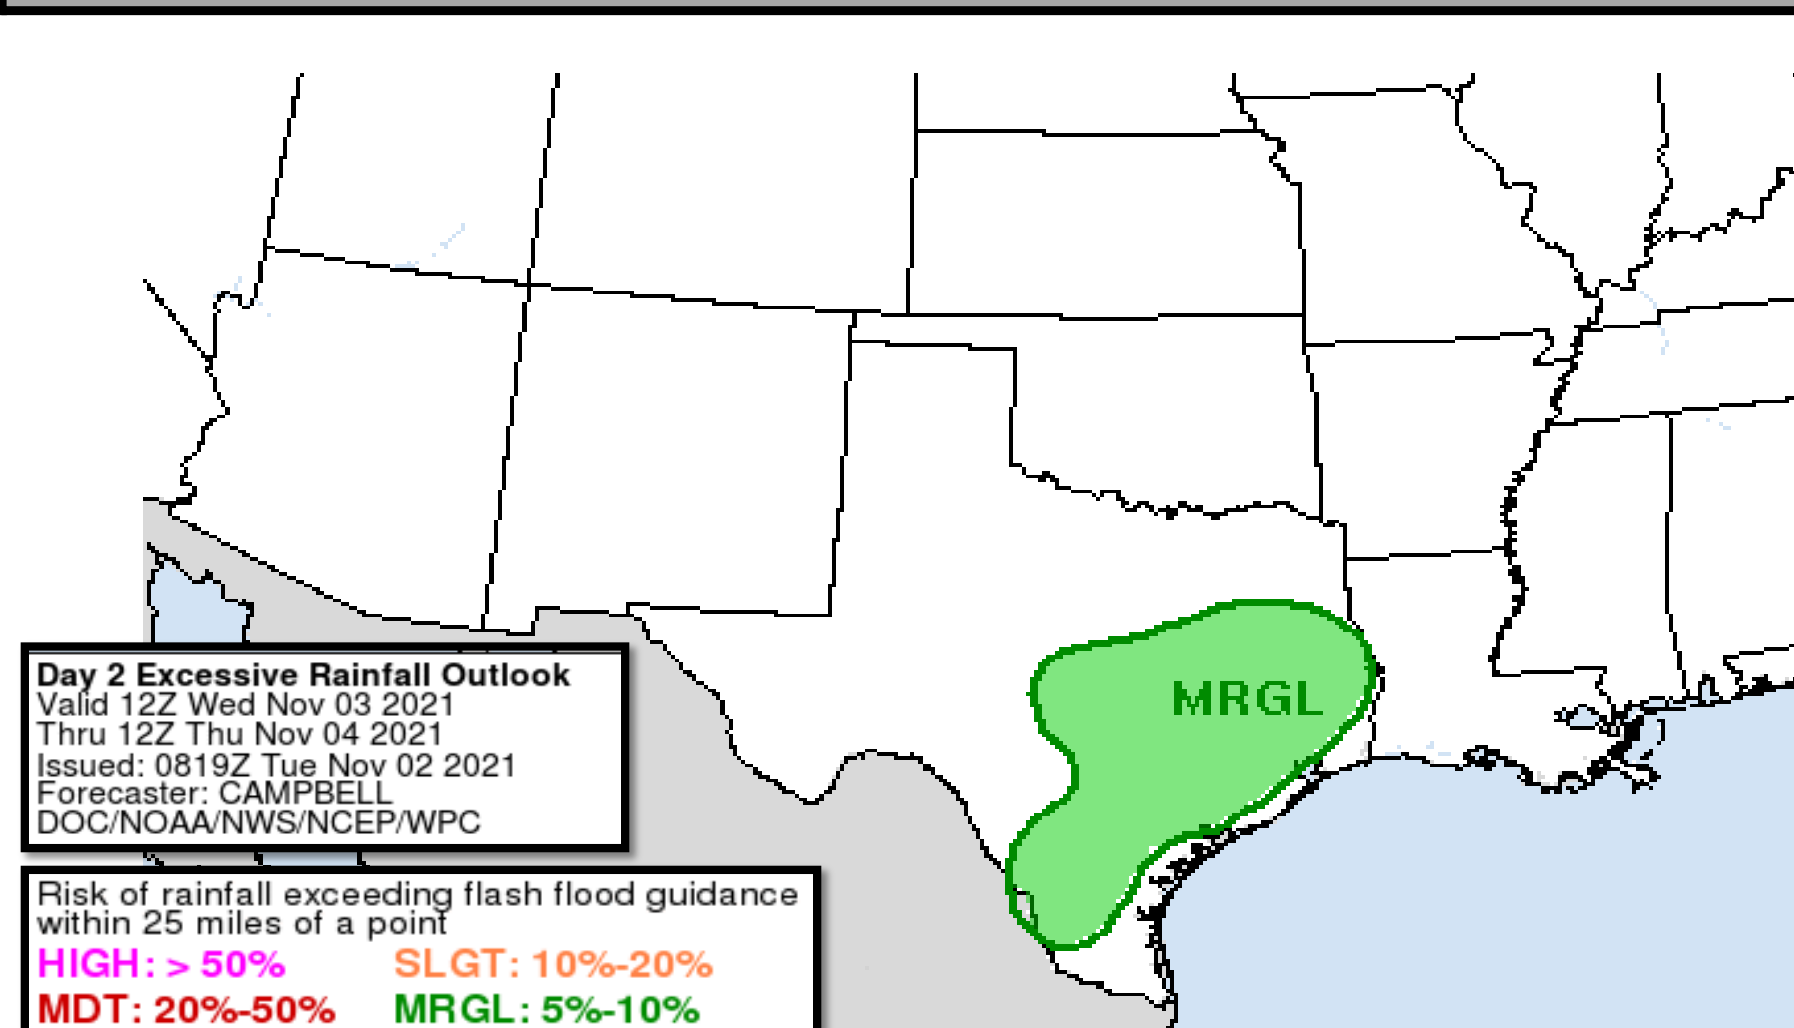 MRGL
Day 2 Excessive Rainfall Outlook
Valid 12Z Wed Nov 03 2021
Thru 12Z Thu Nov 04 2021
Issued: 0819Z Tue Nov 02 2021
Forecaster: CAMPBELL
DOC/NOAA/NWS/NCEP/WPC
Risk of rainfall exceeding flash flood guidance
within 25 miles of a point
HIGH: > 50% SLGT: 10%-20%
MDT: 20%-50% MRGL: 5%-10%